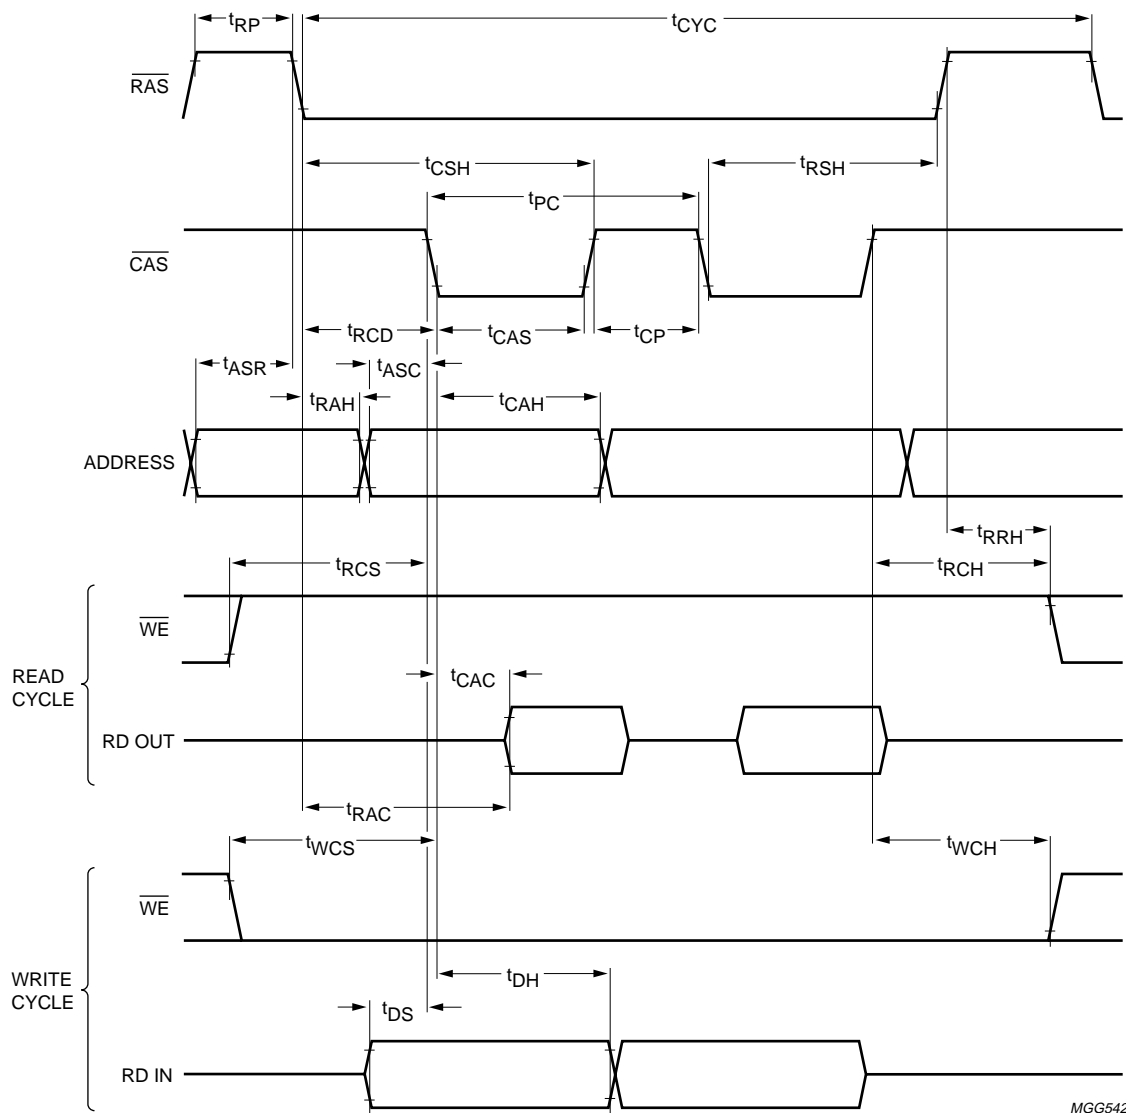 tRP
tCYC
RAS
tCSH
tRSH
tPC
CAS
tRCD
tCAS
tCP
tASR
tASC
tRAH
tCAH
ADDRESS
tRRH
tRCS
tRCH
WE
READ
CYCLE
tCAC
RD OUT
tRAC
tWCS
tWCH
WE
WRITE
CYCLE
tDH
tDS
RD IN
MGG542